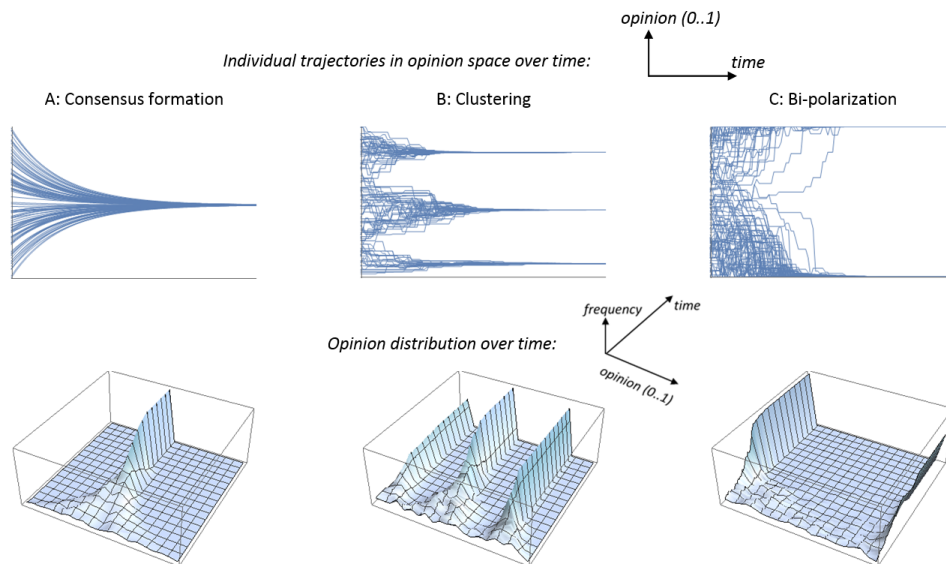 opinion (0..1)
Individual trajectories in opinion space over time:
time
A: Consensus formation
B: Clustering
C: Bi-polarization
frequency
time
Opinion distribution over time:
opinion (0..1)